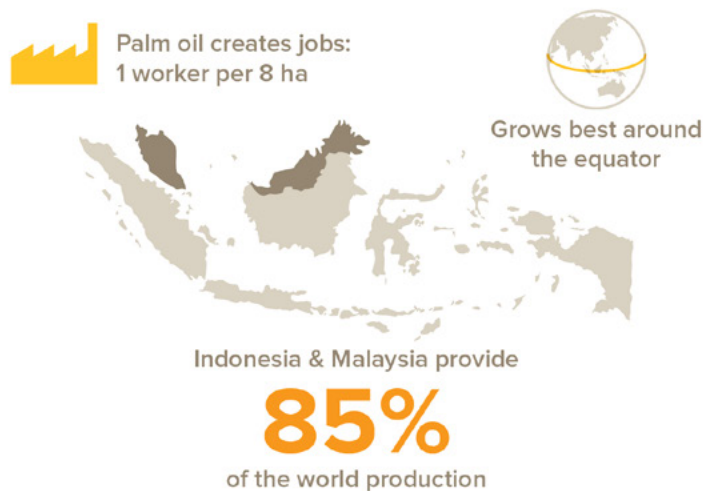 Palm oil creates jobs:
1 worker per 8 ha
Grows best around
the equator
Indonesia & Malaysia provide
85%
of the world production